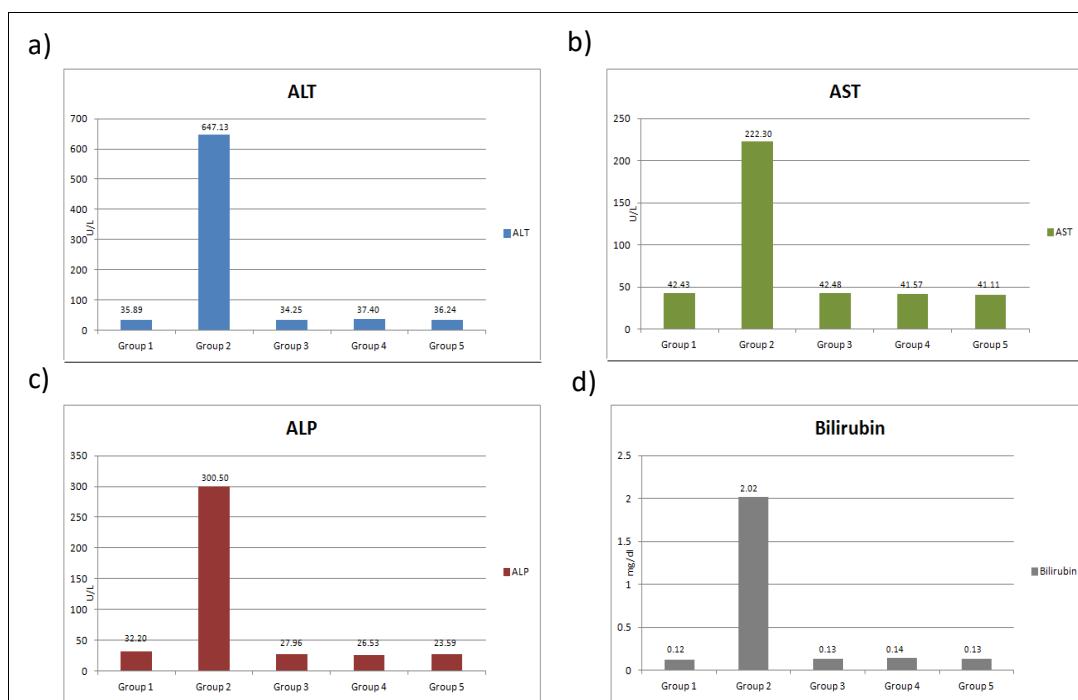 a)
ALT
700
600
500
400
300
200
100
0
U/L
647.13
35.89
34.25
37.40
36.24
Group 1 Group 2 Group 3 Group 4 Group 5
ALT
b)
AST
250
200
150
100
50
0
U/L
222.30
42.43
42.48
41.57
41.11
Group 1 Group 2 Group 3 Group 4 Group 5
AST
c)
ALP
350
300
250
200
150
100
50
0
U/L
300.50
32.20
27.96
26.53
23.59
Group 1 Group 2 Group 3 Group 4 Group 5
ALP
d)
Bilirubin
2.5
2
1.5
1
0.5
0
mg/dl
2.02
0.12
0.13
0.14
0.13
Group 1 Group 2 Group 3 Group 4 Group 5
Bilirubin